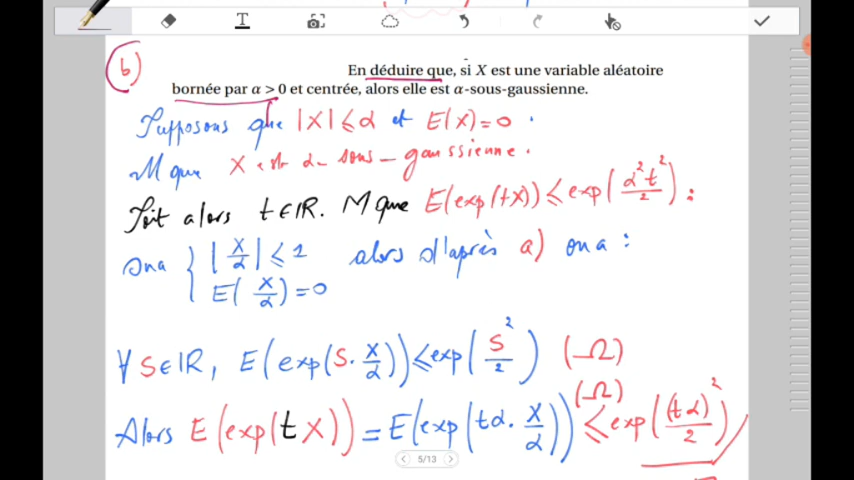 b) En déduire que, si X est une variable aléatoire
bornée par α > 0 et centrée, alors elle est α-sous-gaussienne.
Supposons que |X| ≤ α et E(X) = 0.
M que X est α-sous-gaussienne.
Soit alors t ∈ IR. M que E(exp(tX)) ≤ exp(α²t²/2) :
On a { |X/α| ≤ 1 alors d'après a) on a :
E(X/α) = 0
∀ S ∈ IR, E(exp(S. X/α)) ≤ exp(S²/2) (Ω)
(Ω)
Alors E(exp(tX)) = E(exp(tα. X/α)) ≤ exp((tα)²/2)
5/13